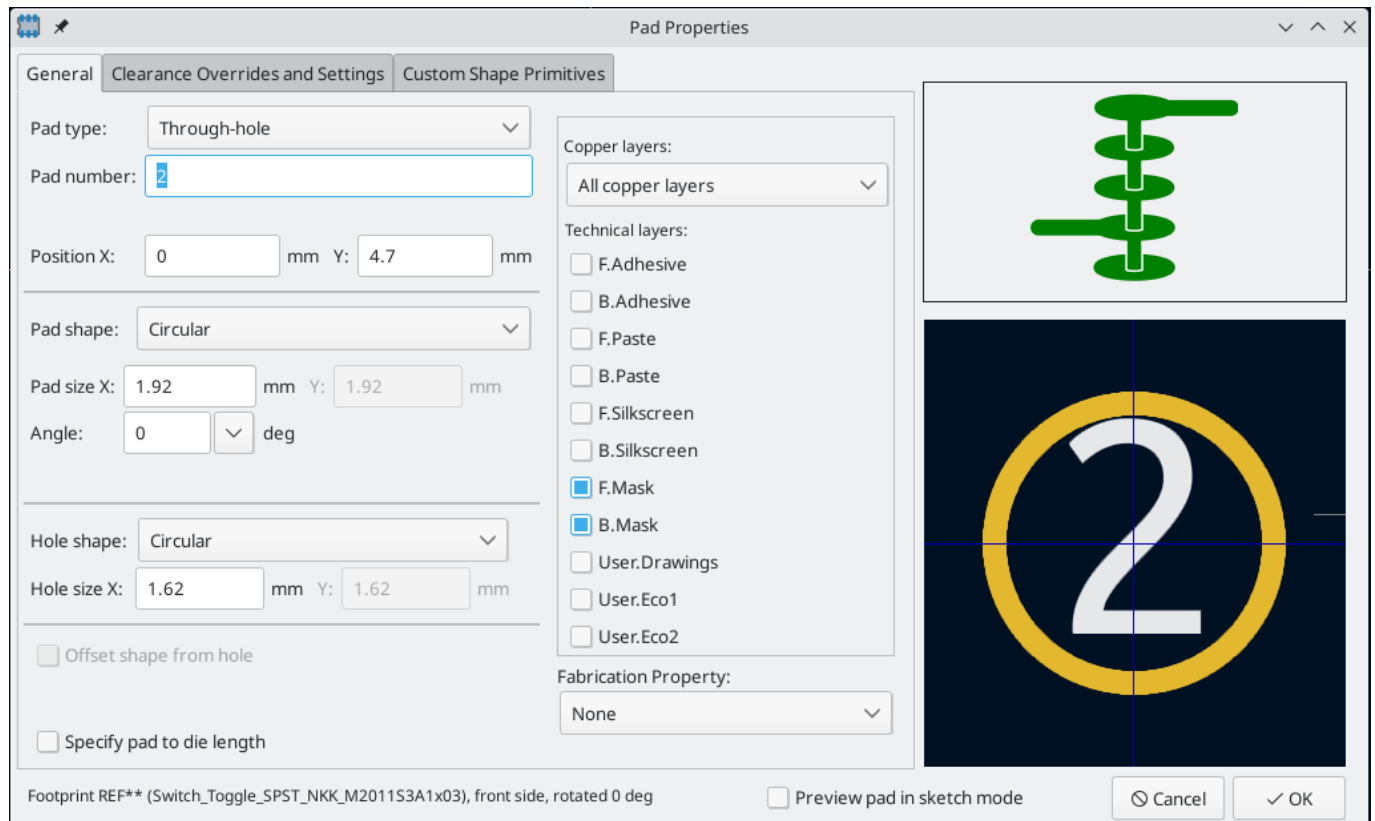 Pad Properties
General Clearance Overrides and Settings Custom Shape Primitives
Pad type: Through-hole
Pad number: 2
Position X: 0 mm Y: 4.7 mm
Pad shape: Circular
Pad size X: 1.92 mm Y: 1.92 mm
Angle: 0 deg
Hole shape: Circular
Hole size X: 1.62 mm Y: 1.62 mm
Offset shape from hole
Specify pad to die length
Copper layers:
All copper layers
Technical layers:
F.Adhesive
B.Adhesive
F.Paste
B.Paste
F.Silkscreen
B.Silkscreen
F.Mask
B.Mask
User.Drawings
User.Eco1
User.Eco2
Fabrication Property:
None
2
Footprint REF** (Switch_Toggle_SPST_NKK_M2011S3A1x03), front side, rotated 0 deg
Preview pad in sketch mode
Cancel
OK